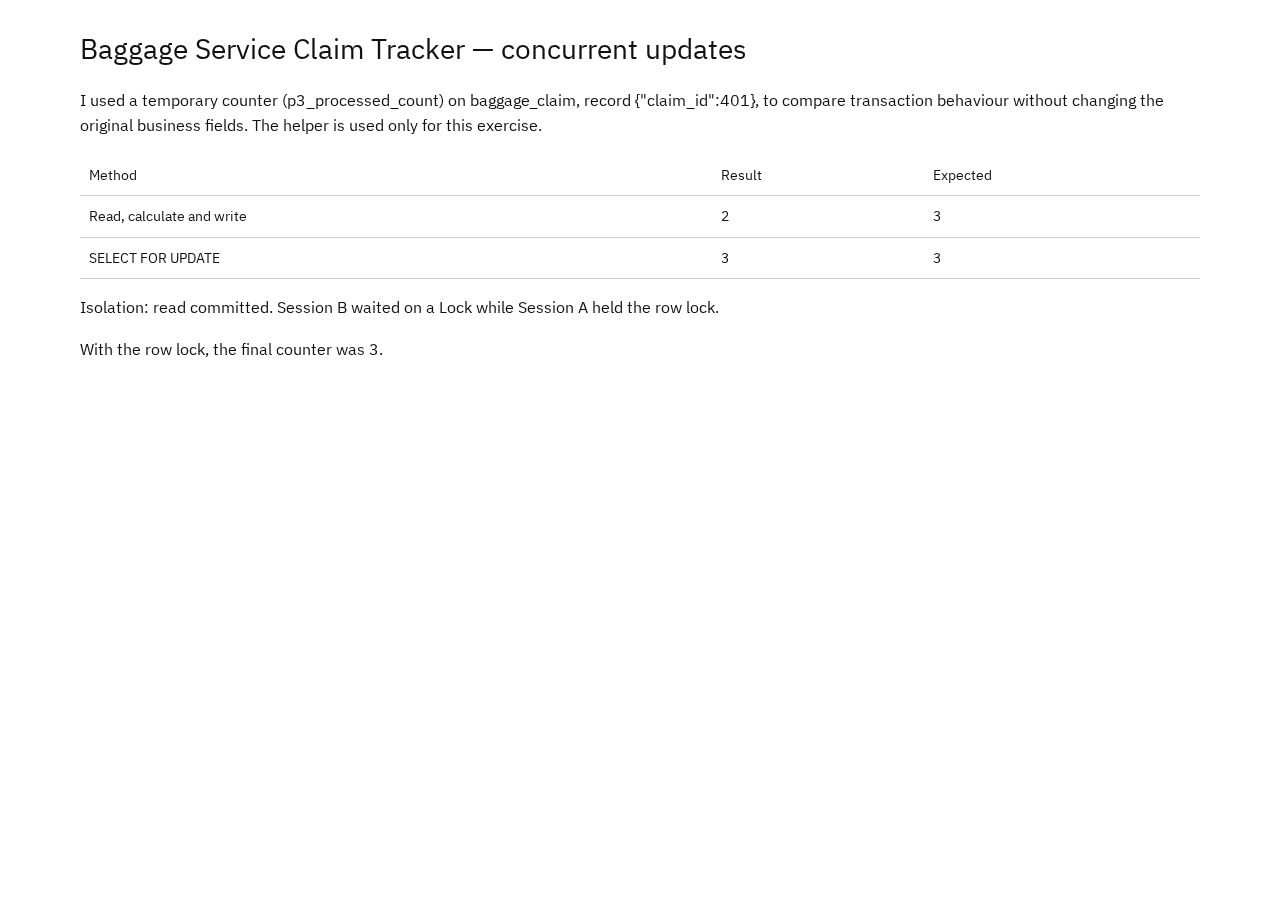 Baggage Service Claim Tracker — concurrent updates
I used a temporary counter (p3_processed_count) on baggage_claim, record {"claim_id":401}, to compare transaction behaviour without changing the
original business fields. The helper is used only for this exercise.
Method Result Expected
Read, calculate and write 2 3
SELECT FOR UPDATE 3 3
Isolation: read committed. Session B waited on a Lock while Session A held the row lock.
With the row lock, the final counter was 3.